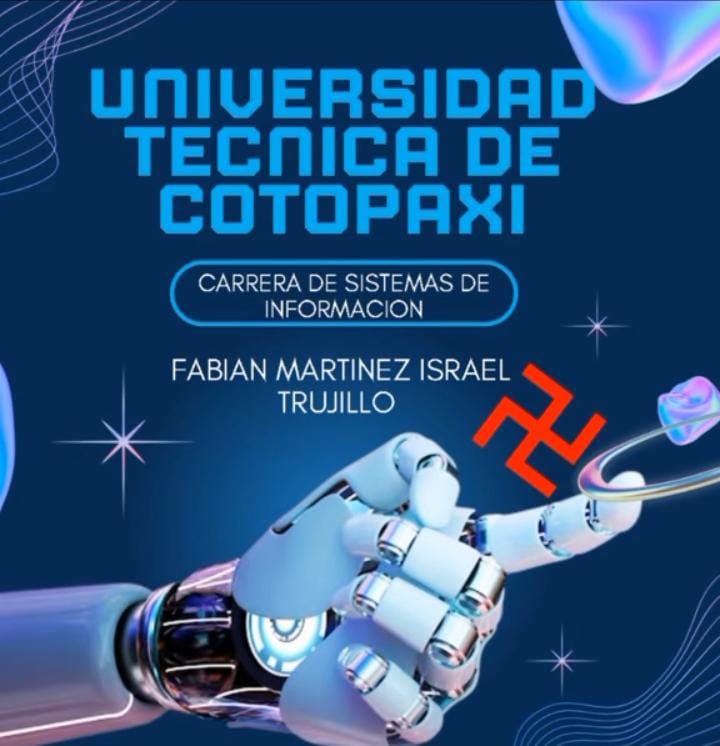 UNIVERSIDAD
TECNICA DE
COTOPAXI
CARRERA DE SISTEMAS DE
INFORMACION
FABIAN MARTINEZ ISRAEL
TRUJILLO